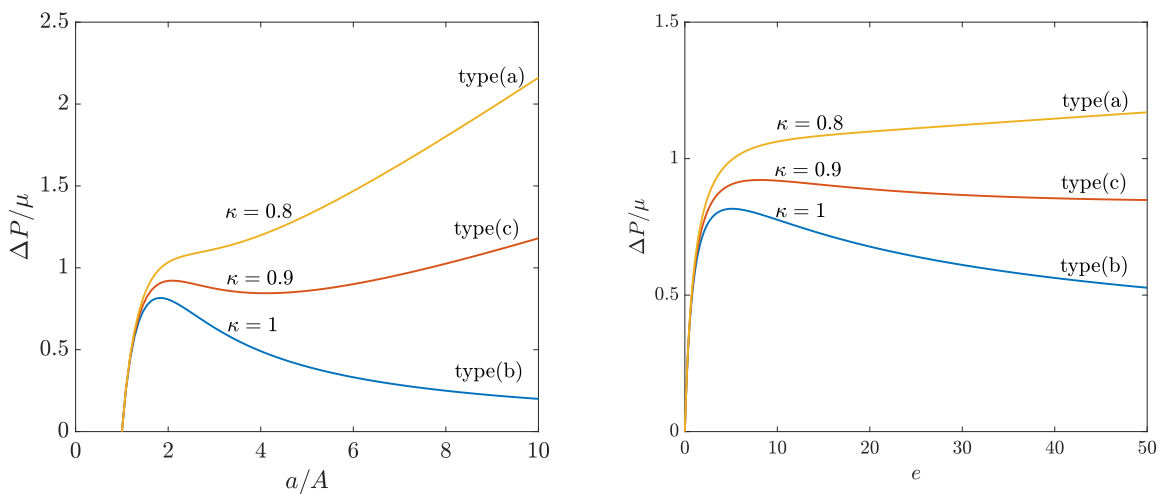 2.5
2
1.5
1
0.5
0
ΔP/μ
type(a)
κ = 0.8
type(c)
κ = 0.9
κ = 1
type(b)
0 2 4 6 8 10
a/A
1.5
1
0.5
0
ΔP/μ
type(a)
κ = 0.8
κ = 0.9
type(c)
κ = 1
type(b)
0 10 20 30 40 50
e